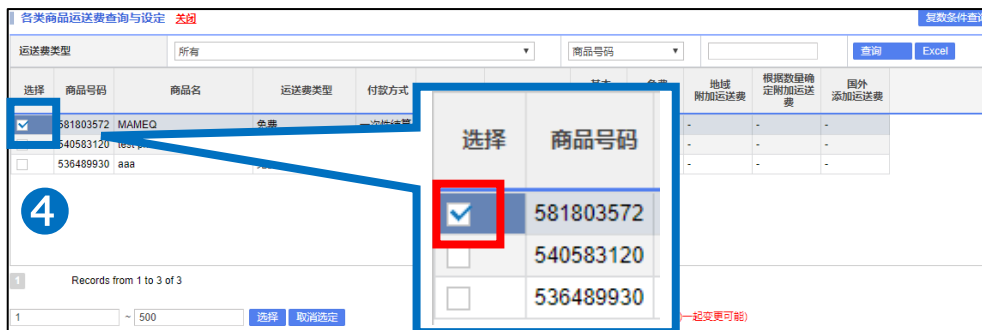 各类商品运送费查询与设定 关闭 复数条件查
运送费类型 所有 商品号码 查询 Excel
选择 商品号码 商品名 运送费类型 付款方式 地域附加运送费 根据数量确定附加运送费 国外添加运送费
581803572 MAMEQ 免费 - - -
540583120 - - -
536489930 aaa - - -
4
选择 商品号码
581803572
540583120
536489930
1 Records from 1 to 3 of 3
1 ~ 500 选择 取消选定 一起变更可能)